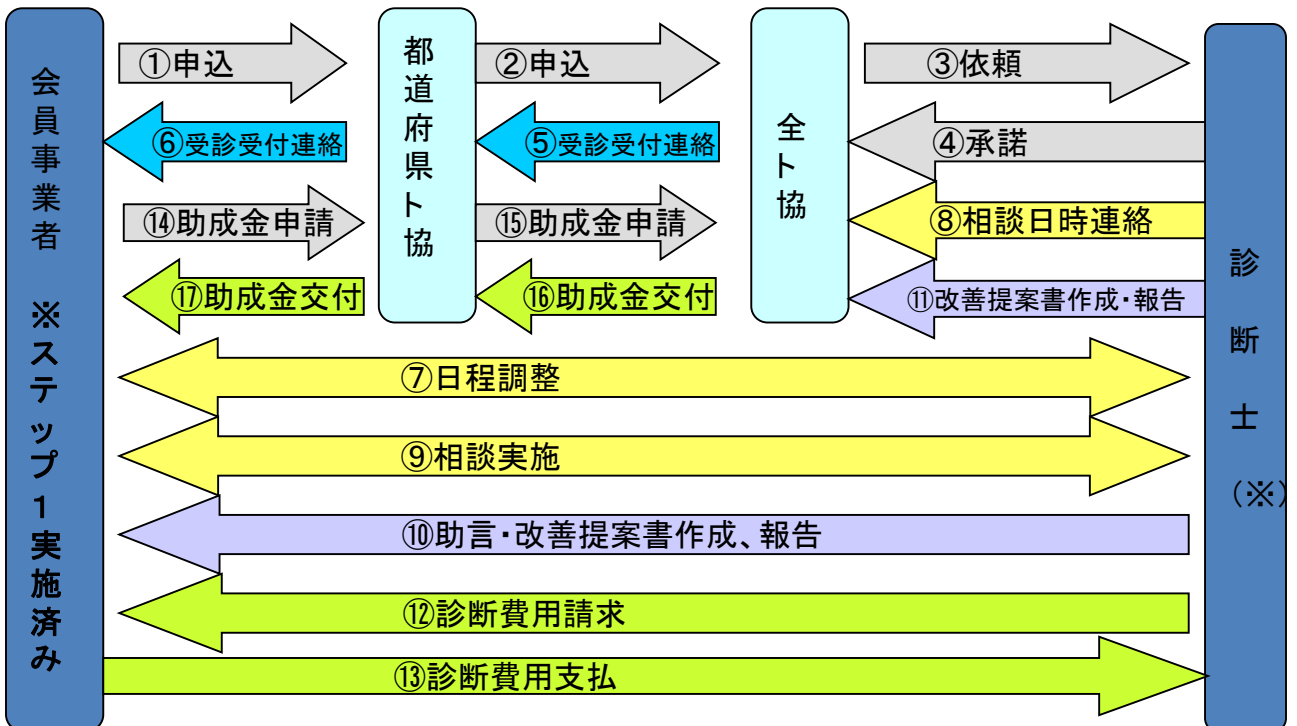 会員事業者 ※ステップ1実施済み
①申込
都道府県ト協
②申込
全ト協
③依頼
診断士(※)
⑥受診受付連絡
⑤受診受付連絡
④承諾
⑭助成金申請
⑮助成金申請
⑧相談日時連絡
⑰助成金交付
⑯助成金交付
⑪改善提案書作成・報告
⑦日程調整
⑨相談実施
⑩助言・改善提案書作成、報告
⑫診断費用請求
⑬診断費用支払